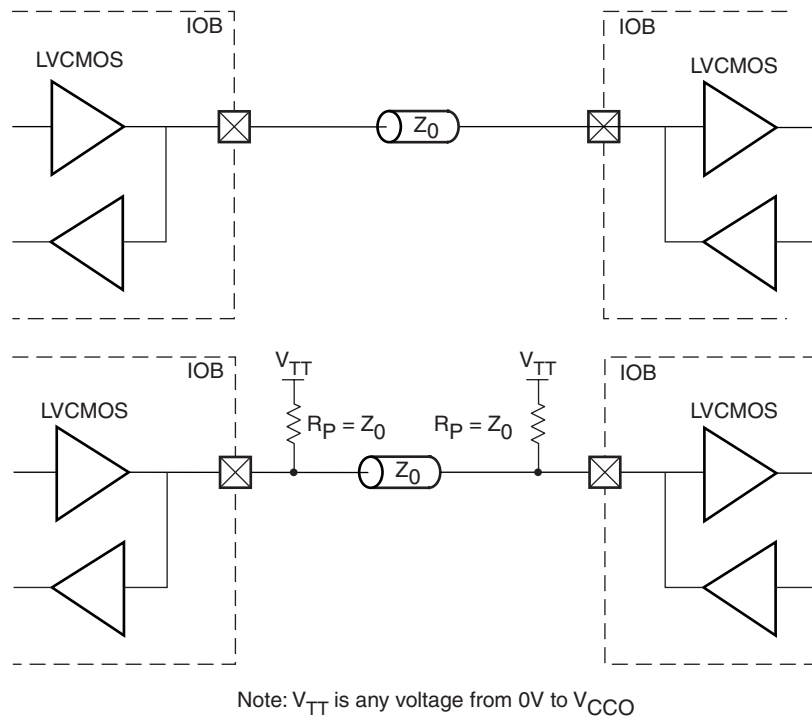 IOB
IOB
LVCMOS
LVCMOS
Z0
IOB
VTT
VTT
IOB
LVCMOS
RP = Z0
RP = Z0
LVCMOS
Z0
Note: VTT is any voltage from 0V to VCCO